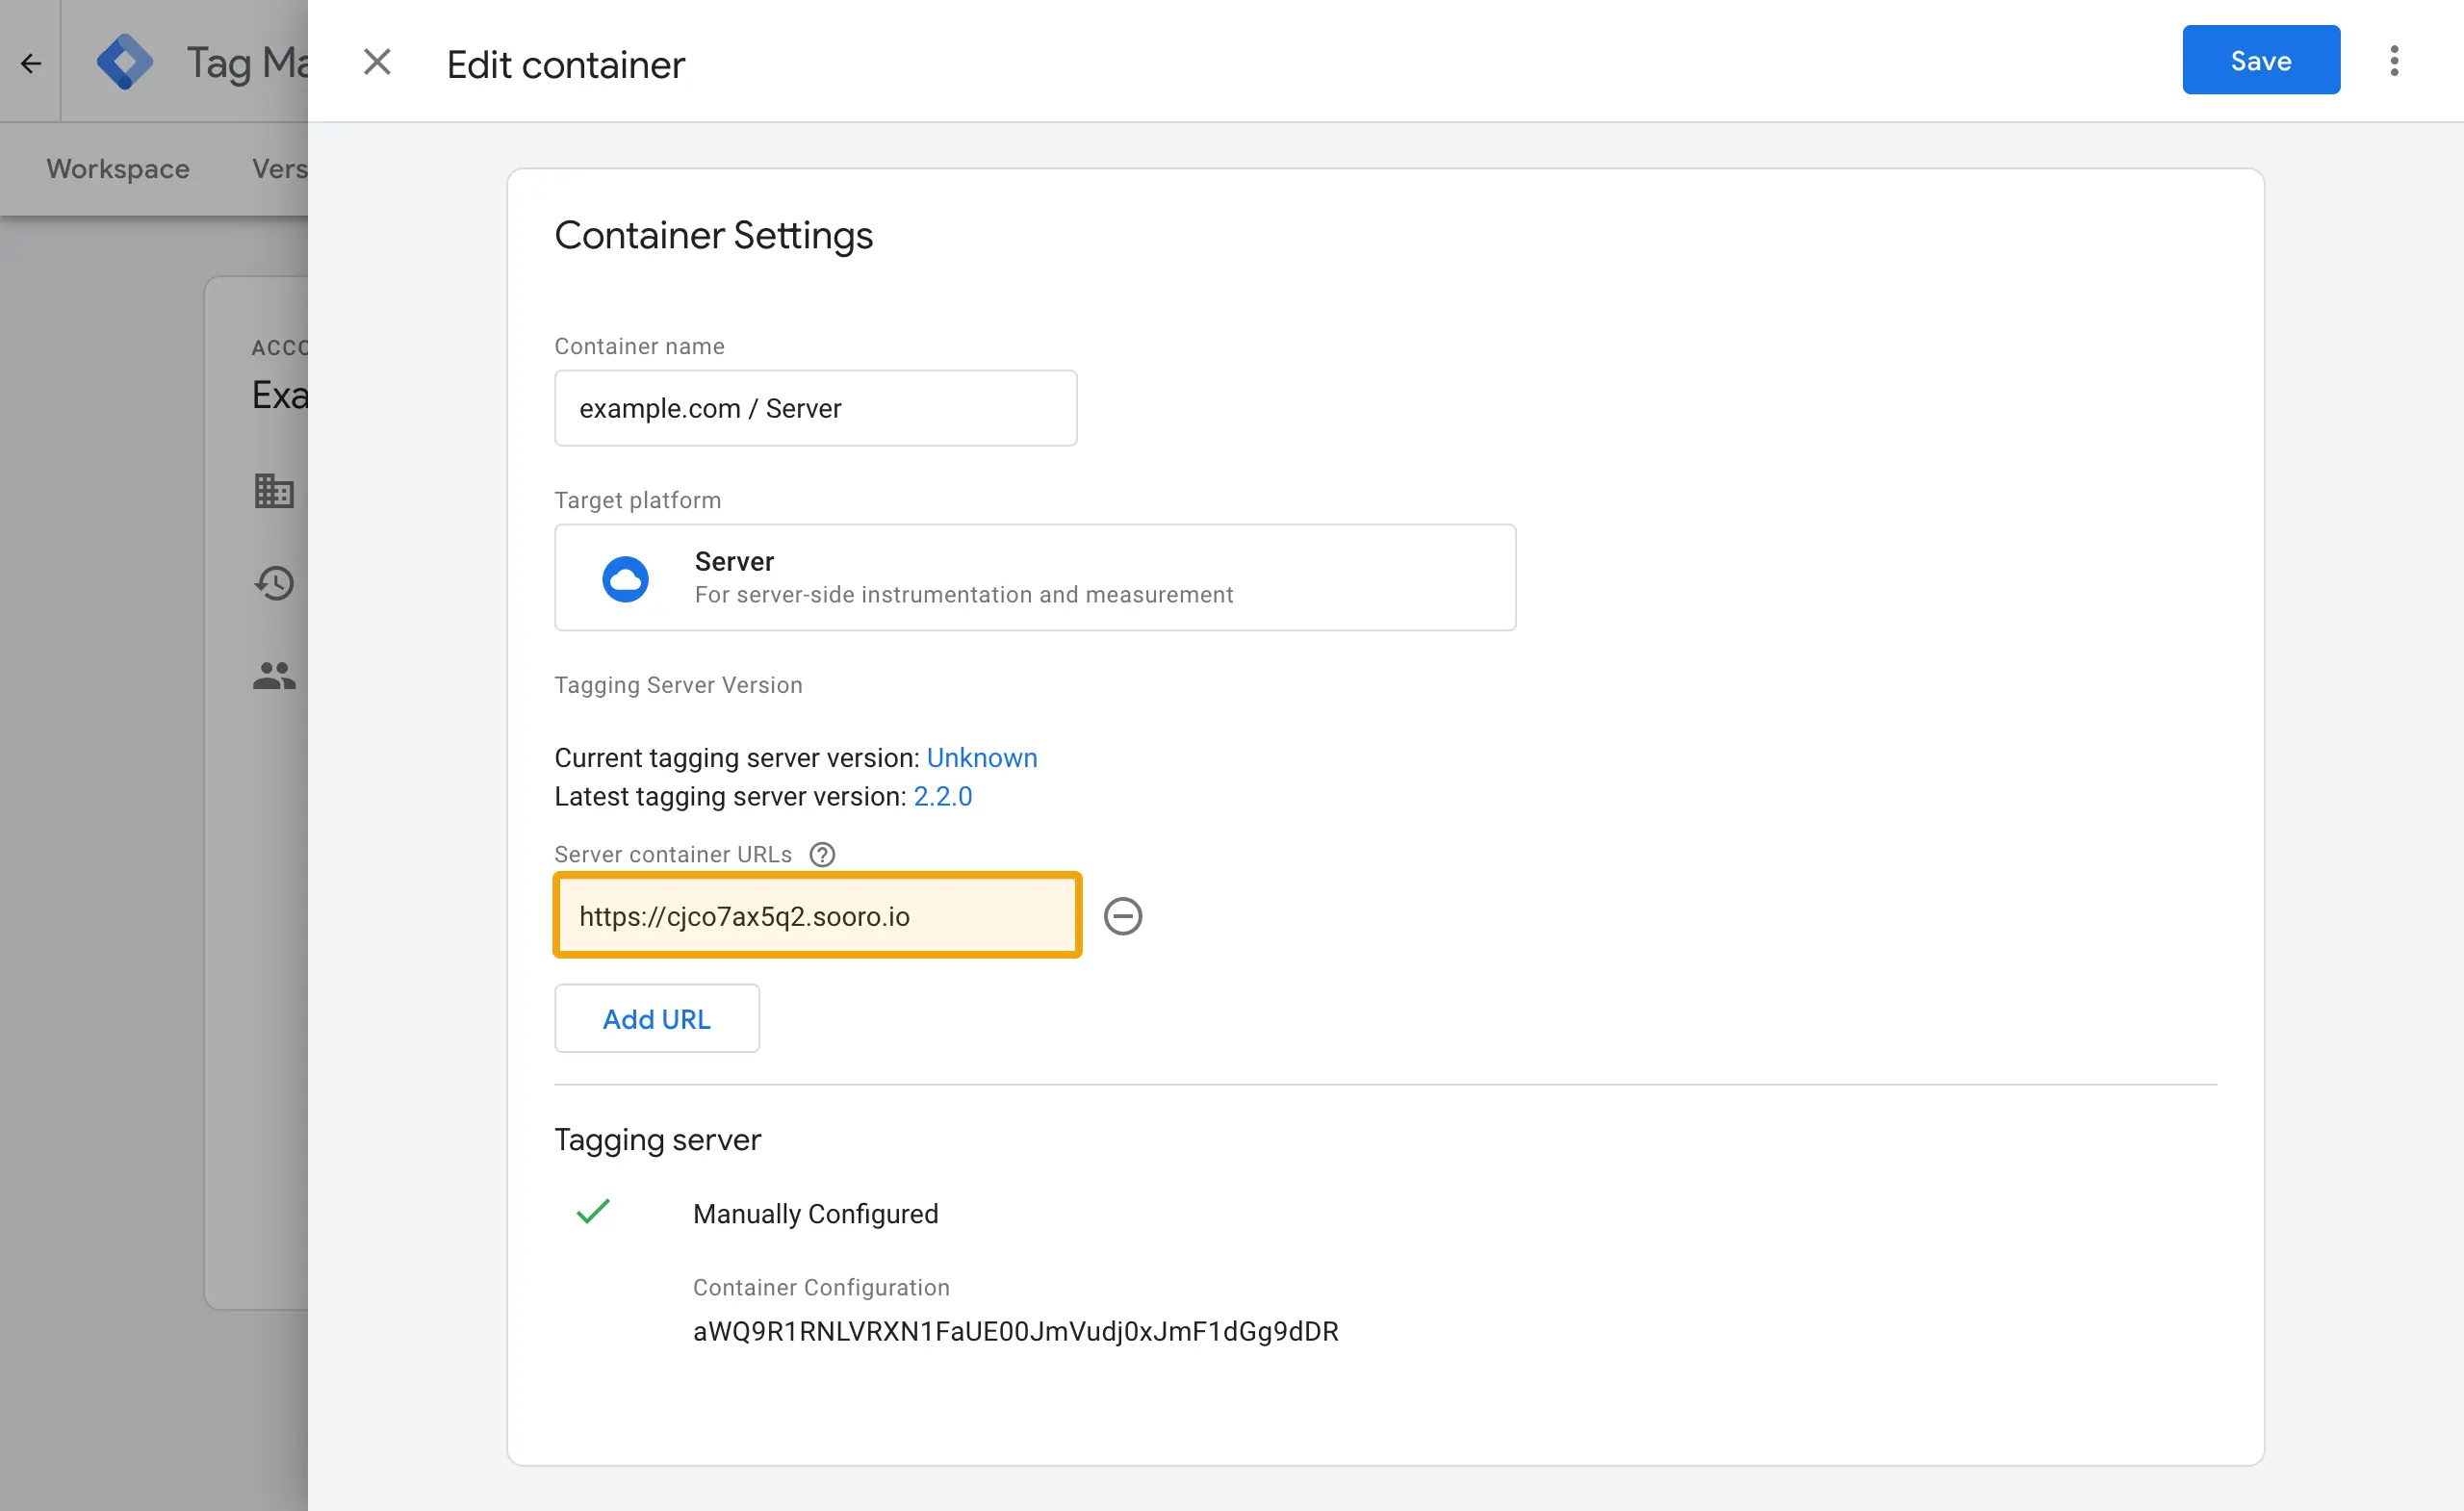 Tag Ma
Edit container
Save
Workspace
Vers
Container Settings
ACCO
Exa
Container name
example.com / Server
Target platform
Server
For server-side instrumentation and measurement
Tagging Server Version
Current tagging server version: Unknown
Latest tagging server version: 2.2.0
Server container URLs
https://cjco7ax5q2.sooro.io
Add URL
Tagging server
Manually Configured
Container Configuration
aWQ9R1RNLVRXN1FaUE00JmVudj0xJmF1dGg9dDR